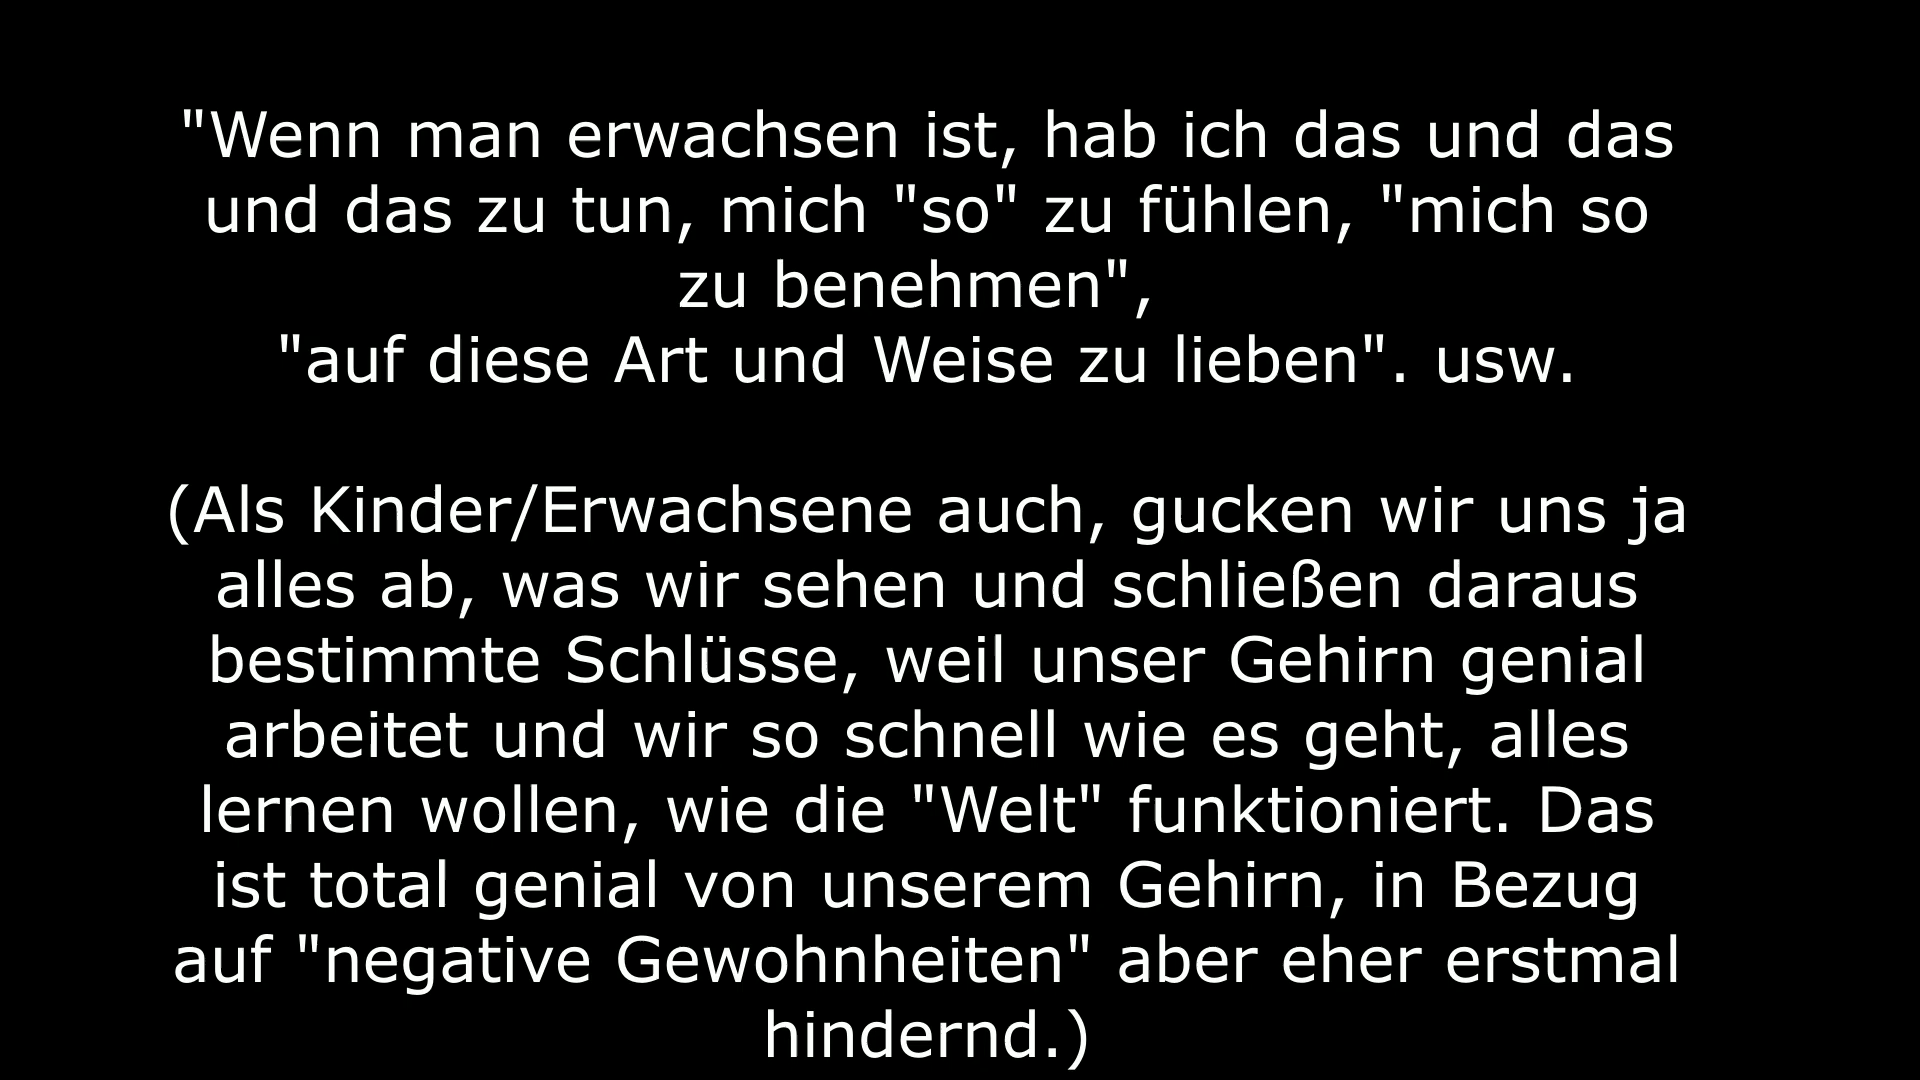 "Wenn man erwachsen ist, hab ich das und das
und das zu tun, mich "so" zu fühlen, "mich so
zu benehmen",
"auf diese Art und Weise zu lieben". usw.
(Als Kinder/Erwachsene auch, gucken wir uns ja
alles ab, was wir sehen und schließen daraus
bestimmte Schlüsse, weil unser Gehirn genial
arbeitet und wir so schnell wie es geht, alles
lernen wollen, wie die "Welt" funktioniert. Das
ist total genial von unserem Gehirn, in Bezug
auf "negative Gewohnheiten" aber eher erstmal
hindernd.)